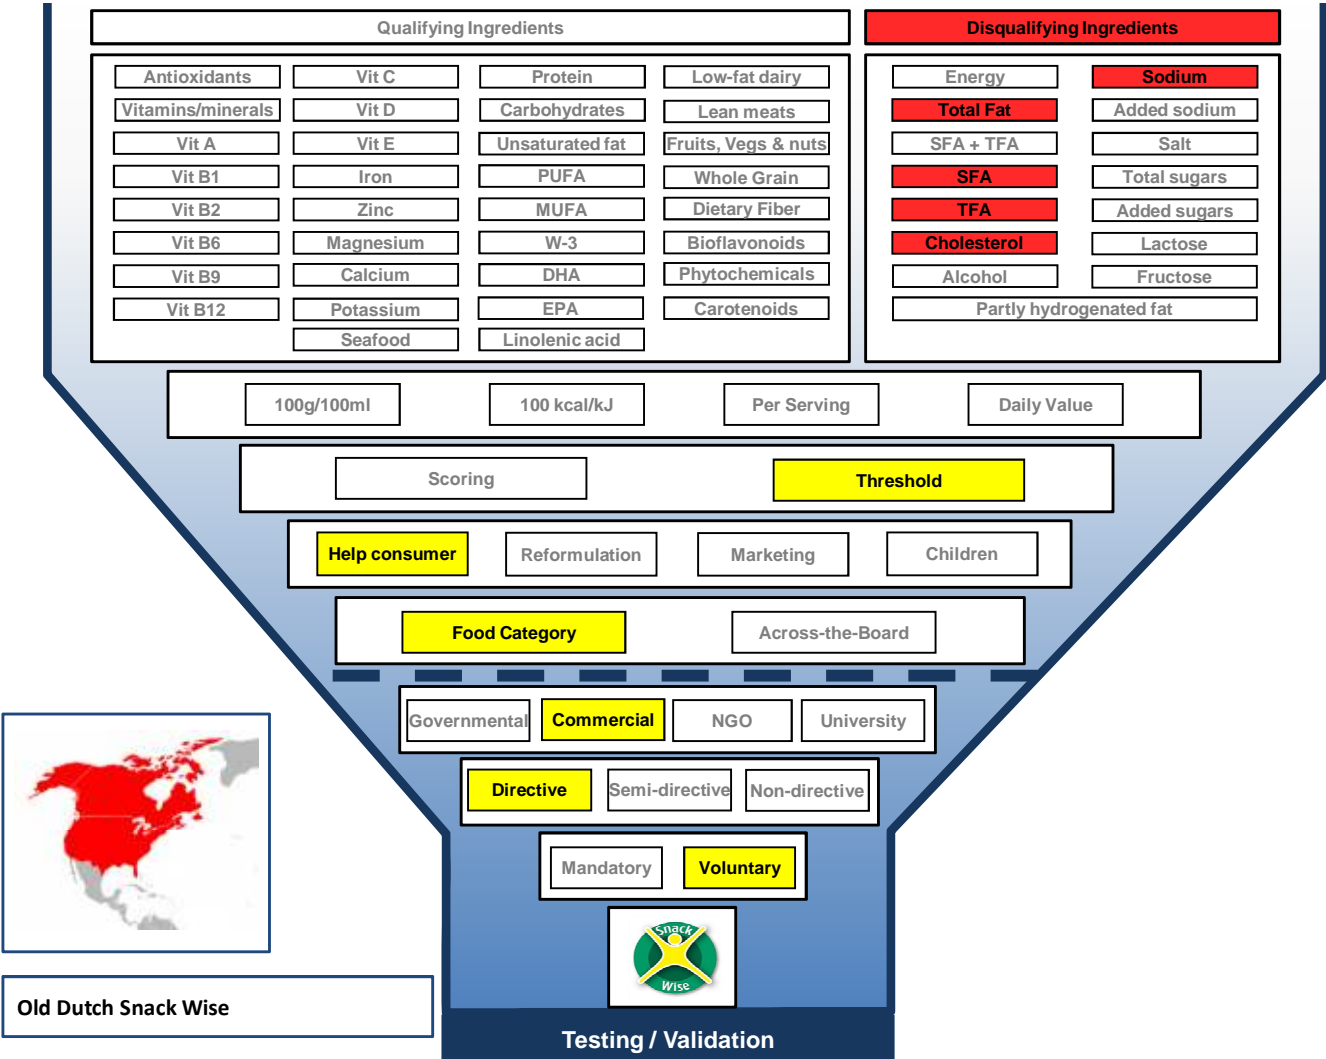 Qualifying Ingredients
Disqualifying Ingredients
Antioxidants Vit C Protein Low-fat dairy Energy Sodium
Vitamins/minerals Vit D Carbohydrates Lean meats Total Fat Added sodium
Vit A Vit E Unsaturated fat Fruits, Vegs & nuts SFA + TFA Salt
Vit B1 Iron PUFA Whole Grain SFA Total sugars
Vit B2 Zinc MUFA Dietary Fiber TFA Added sugars
Vit B6 Magnesium W-3 Bioflavonoids Cholesterol Lactose
Vit B9 Calcium DHA Phytochemicals Alcohol Fructose
Vit B12 Potassium EPA Carotenoids Partly hydrogenated fat
Seafood Linolenic acid
100g/100ml 100 kcal/kJ Per Serving Daily Value
Scoring Threshold
Help consumer Reformulation Marketing Children
Food Category Across-the-Board
Governmental Commercial NGO University
Directive Semi-directive Non-directive
Mandatory Voluntary
Snack
Wise
Old Dutch Snack Wise
Testing / Validation